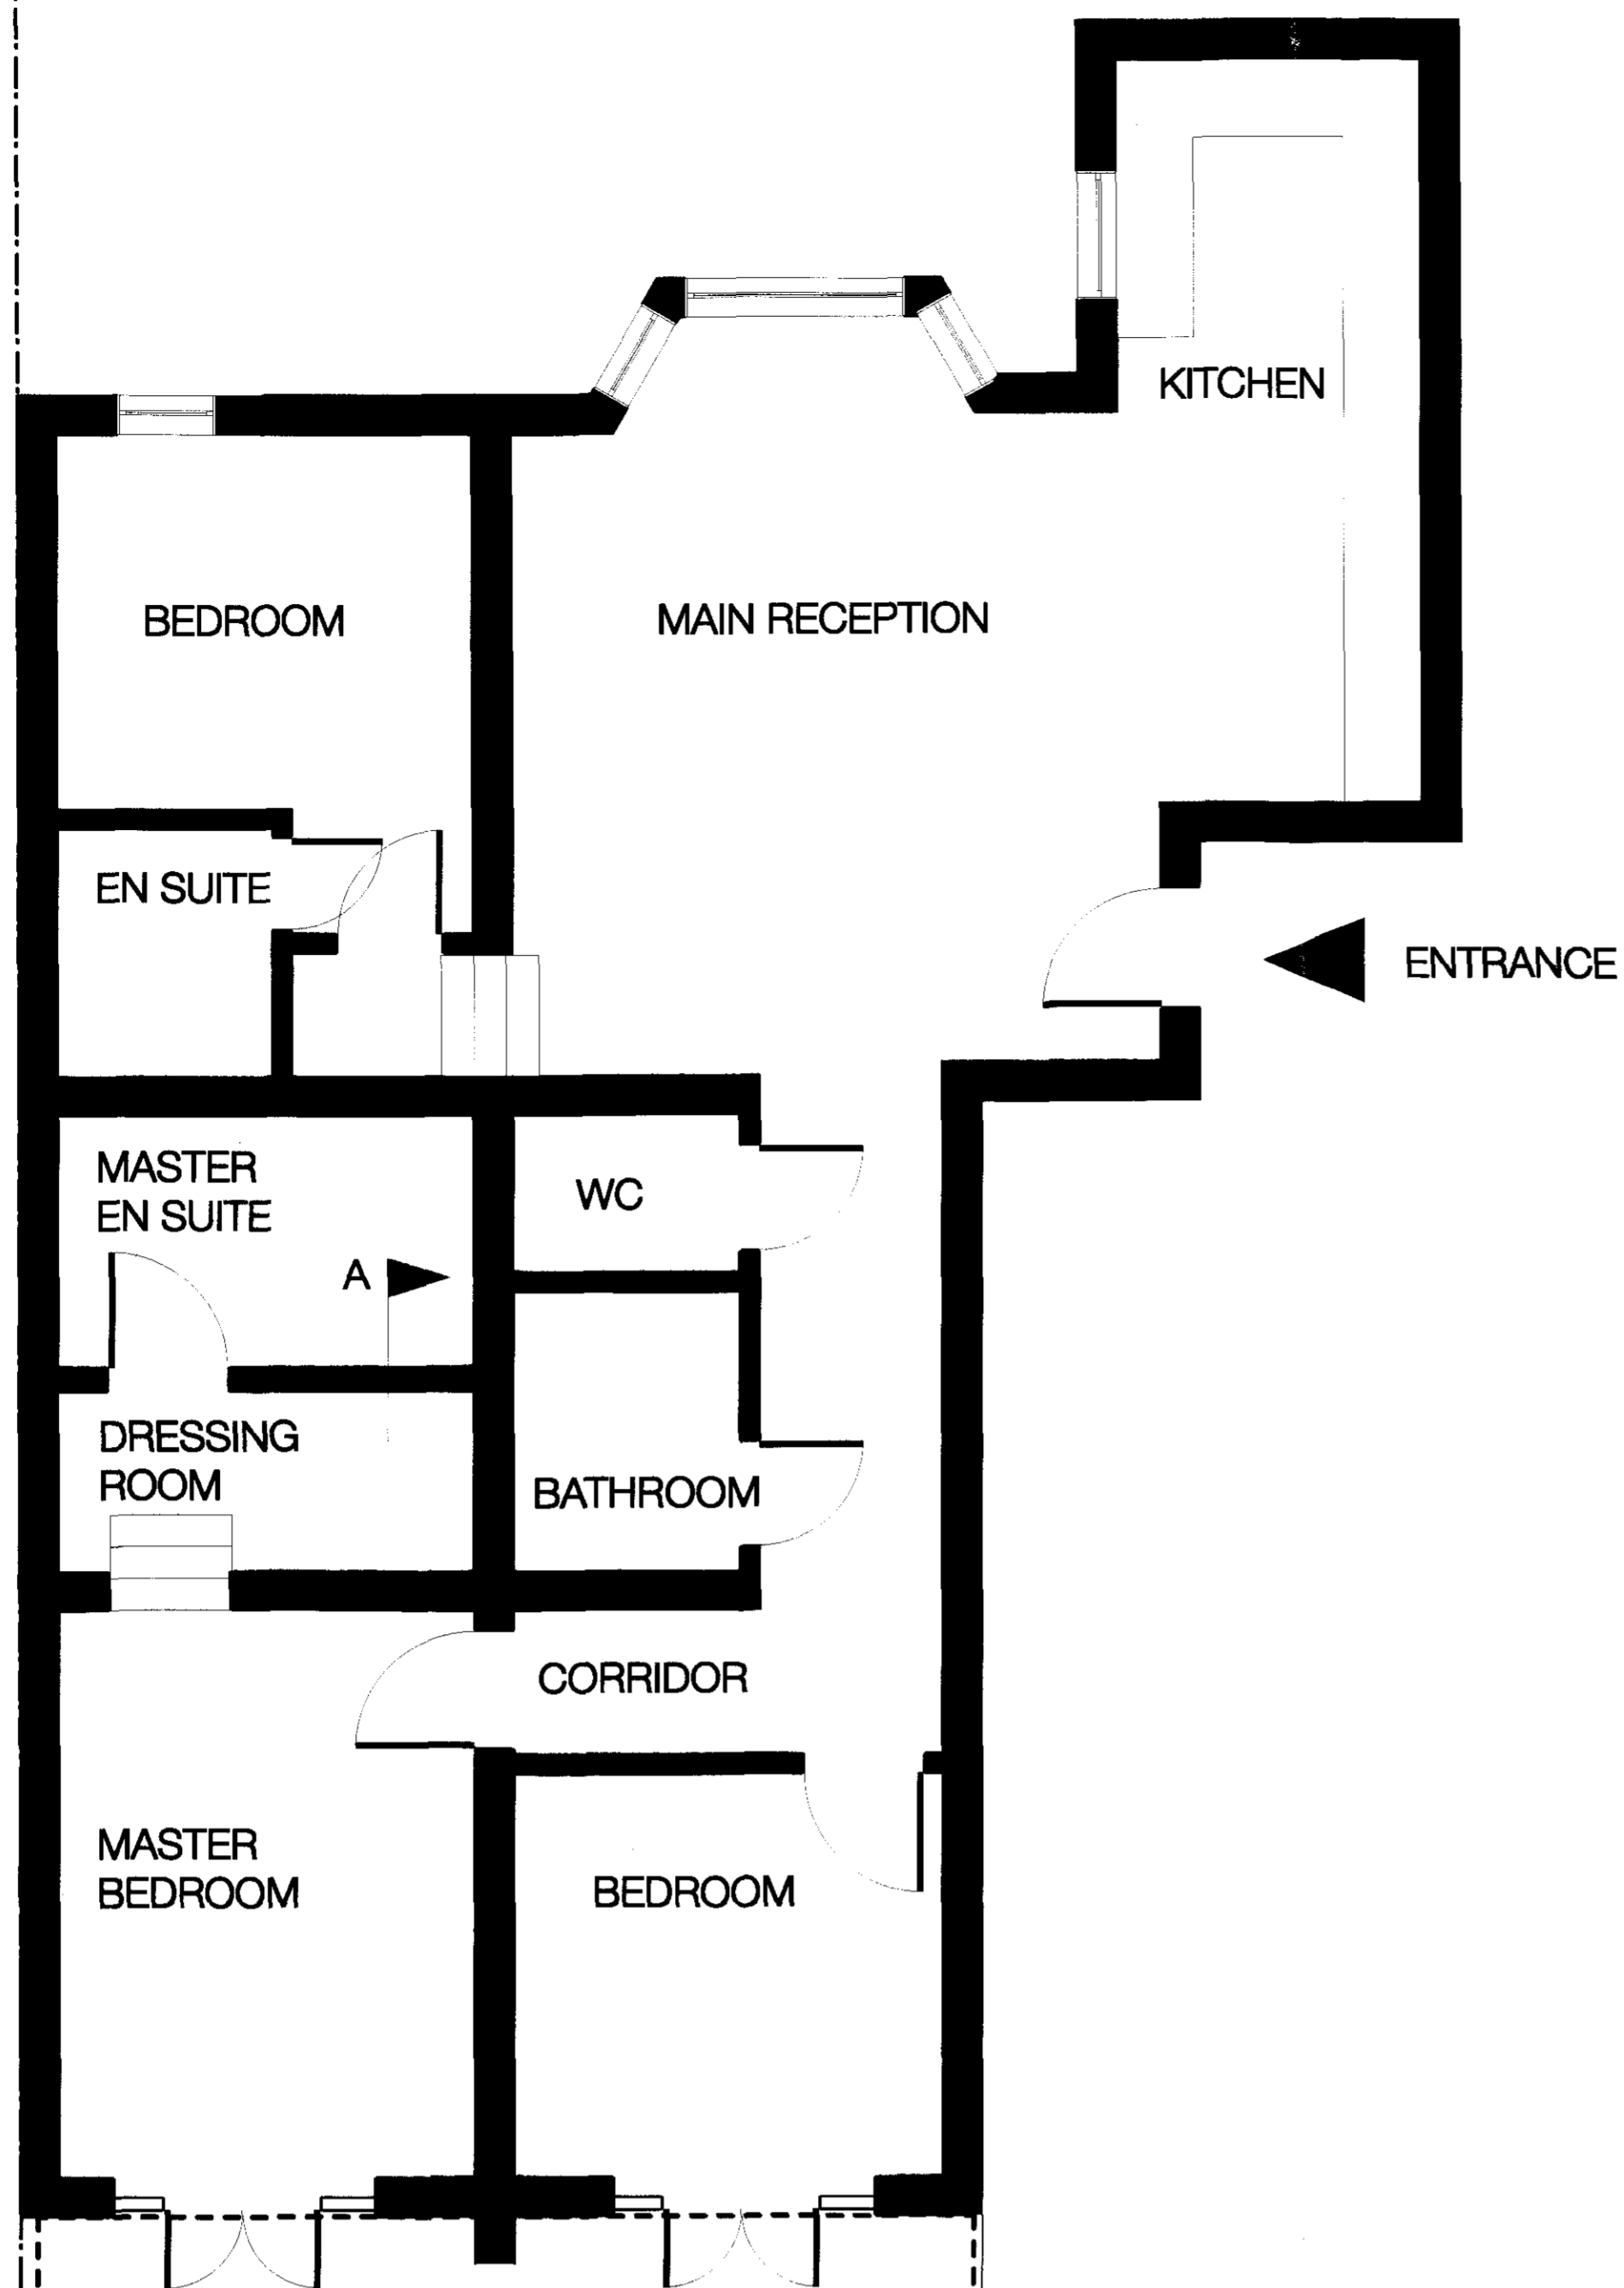 KITCHEN
BEDROOM
MAIN RECEPTION
EN SUITE
ENTRANCE
MASTER
EN SUITE
WC
A
DRESSING
ROOM
BATHROOM
CORRIDOR
MASTER
BEDROOM
BEDROOM